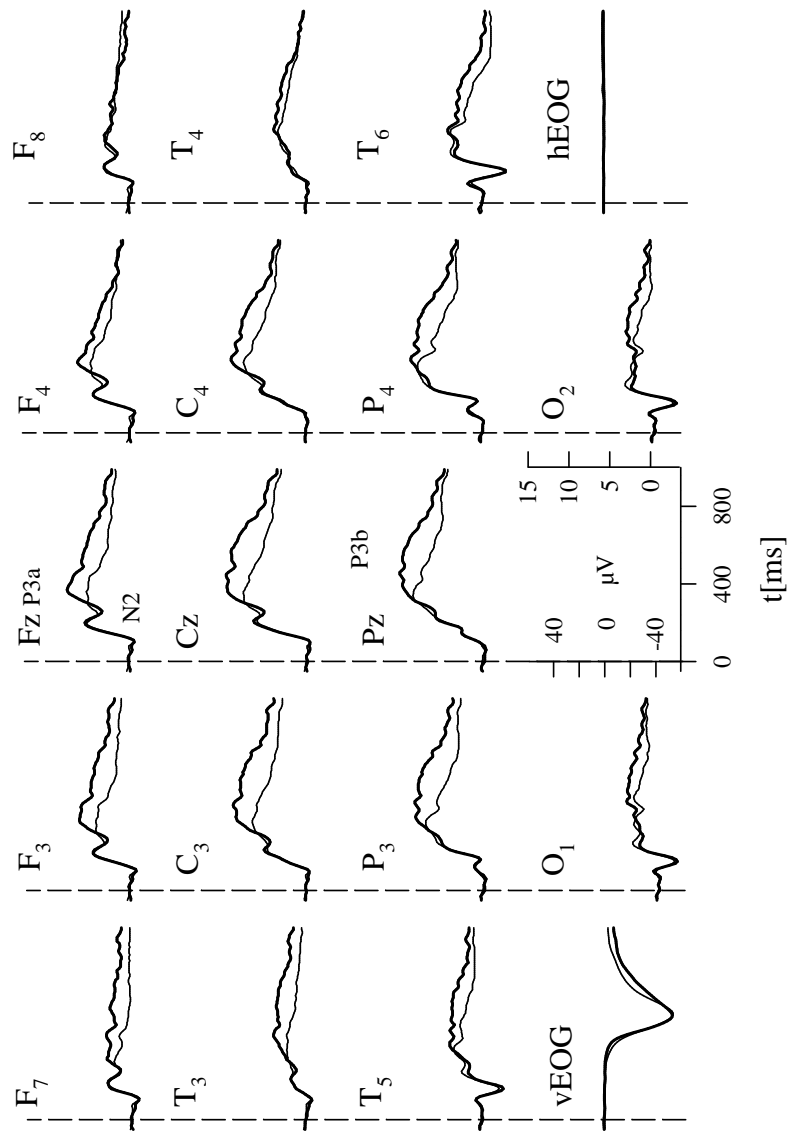 F7 F3 Fz P3a F4 F8
N2
T3 C3 Cz C4 T4
T5 P3 Pz P3b P4 T6
vEOG O1 O2 hEOG
40 0 -40 µV 15 10 5 0
0 400 800
t[ms]